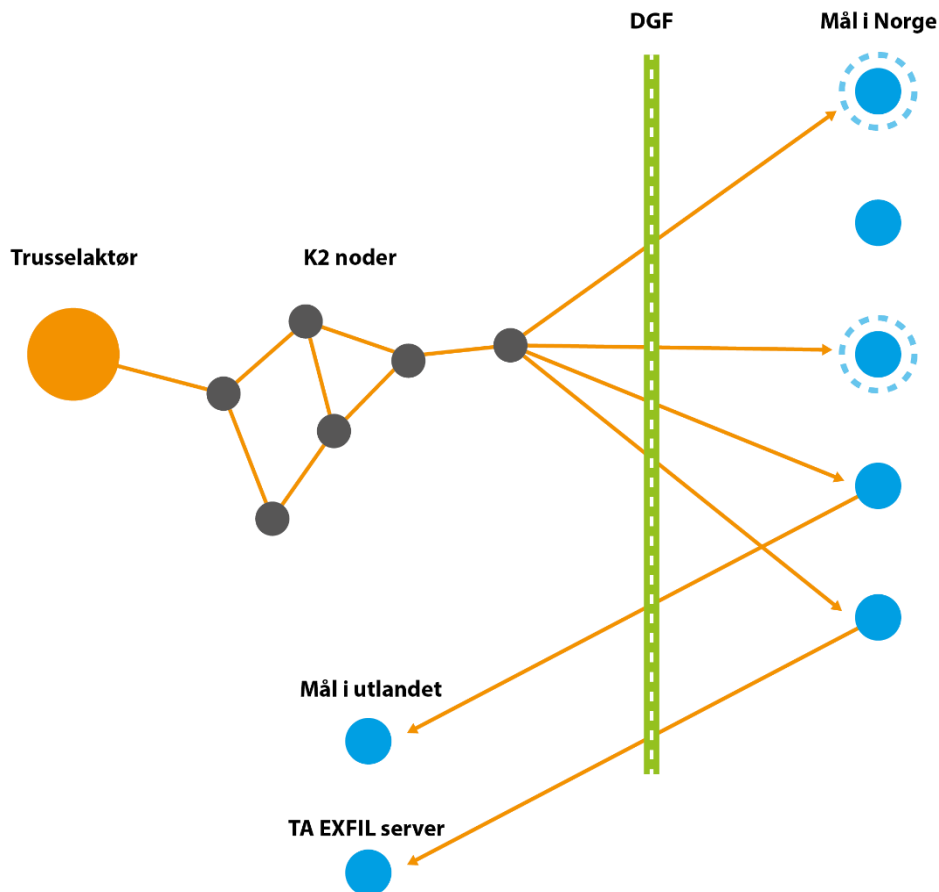 DGF
Mål i Norge
Trusselaktør
K2 noder
Mål i utlandet
TA EXFIL server